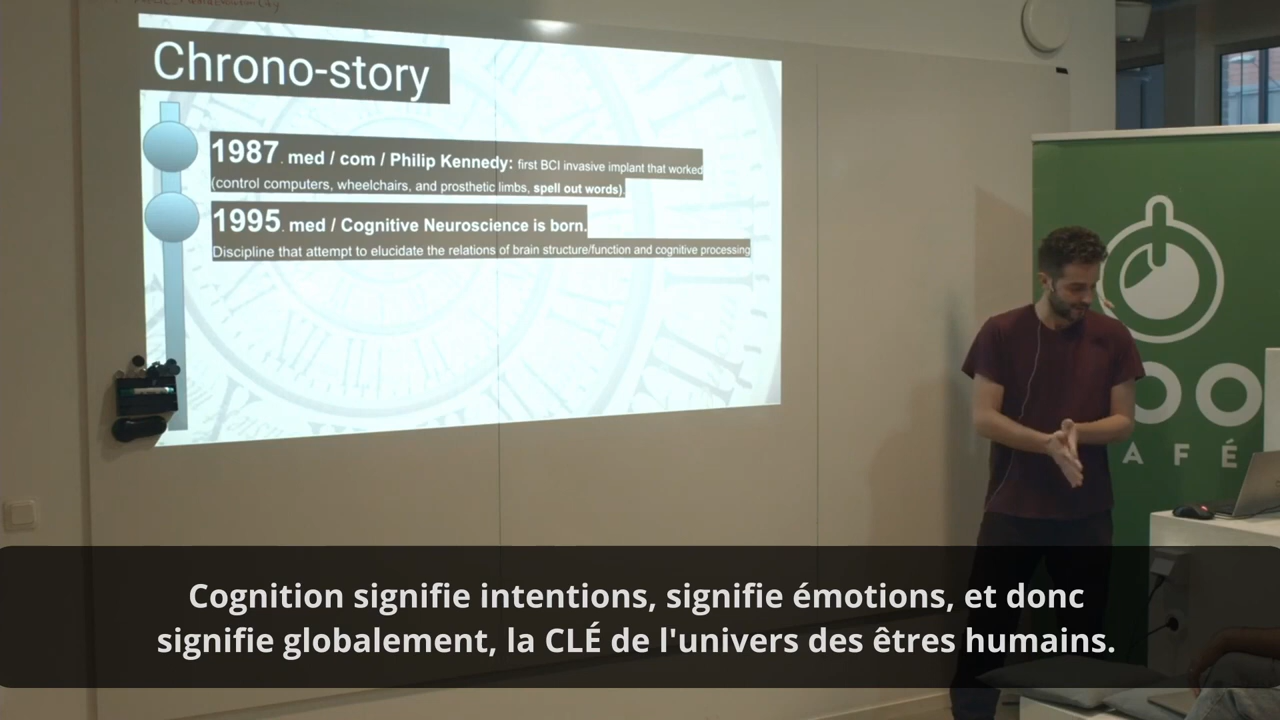 Chrono-story
1987. med / com / Philip Kennedy: first BCI invasive implant that worked
(control computers, wheelchairs, and prosthetic limbs, spell out words).
1995. med / Cognitive Neuroscience is born.
Discipline that attempt to elucidate the relations of brain structure/function and cognitive processing
OO
AFÉ
Cognition signifie intentions, signifie émotions, et donc
signifie globalement, la CLÉ de l'univers des êtres humains.